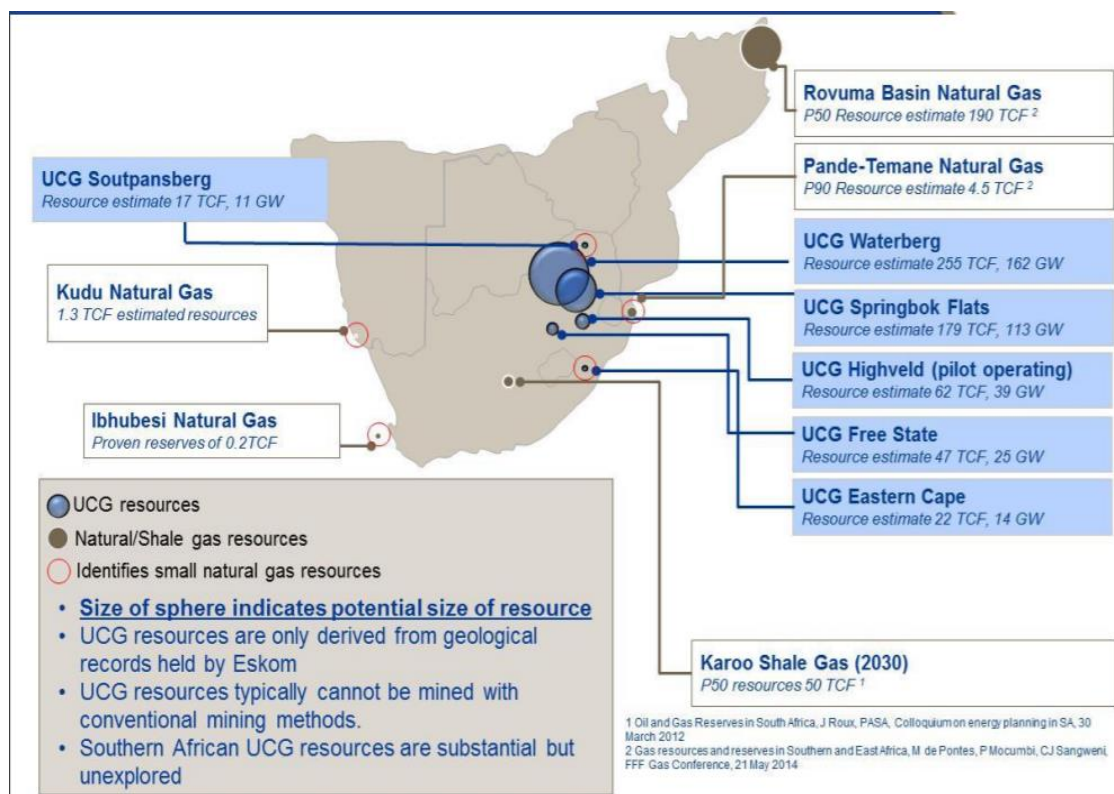 Rovuma Basin Natural Gas
P50 Resource estimate 190 TCF 2
Pande-Temane Natural Gas
P90 Resource estimate 4.5 TCF 2
UCG Soutpansberg
Resource estimate 17 TCF, 11 GW
UCG Waterberg
Resource estimate 255 TCF, 162 GW
Kudu Natural Gas
1.3 TCF estimated resources
UCG Springbok Flats
Resource estimate 179 TCF, 113 GW
UCG Highveld (pilot operating)
Resource estimate 62 TCF, 39 GW
Ibhubesi Natural Gas
Proven reserves of 0.2TCF
UCG Free State
Resource estimate 47 TCF, 25 GW
UCG Eastern Cape
Resource estimate 22 TCF, 14 GW
UCG resources
Natural/Shale gas resources
Identifies small natural gas resources
• Size of sphere indicates potential size of resource
• UCG resources are only derived from geological
records held by Eskom
• UCG resources typically cannot be mined with
conventional mining methods.
• Southern African UCG resources are substantial but
unexplored
Karoo Shale Gas (2030)
P50 resources 50 TCF 1
1 Oil and Gas Reserves in South Africa, J Roux, PASA, Colloquium on energy planning in SA, 30
March 2012
2 Gas resources and reserves in Southern and East Africa, M de Pontes, P Mocumbi, CJ Sangweni,
FFF Gas Conference, 21 May 2014